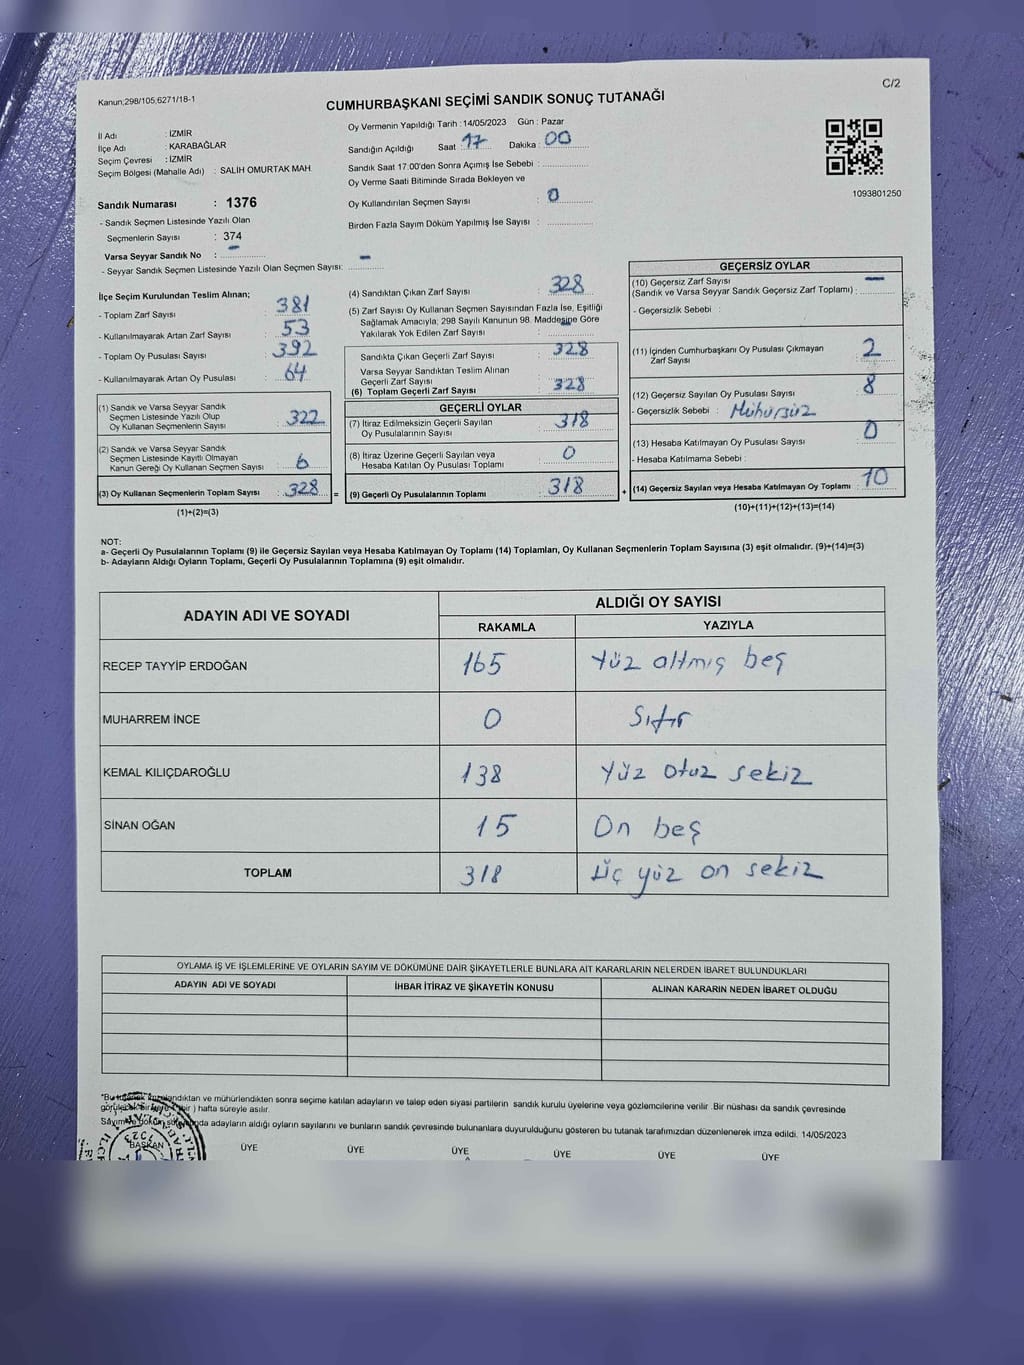 C/2
Kanun;298/105;6271/18-1
CUMHURBAŞKANI SEÇİMİ SANDIK SONUÇ TUTANAĞI
İl Adı : İZMİR
İlçe Adı : KARABAĞLAR
Seçim Çevresi : İZMİR
Seçim Bölgesi (Mahalle Adı) : SALİH OMURTAK MAH.
Sandık Numarası : 1376
- Sandık Seçmen Listesinde Yazılı Olan
Seçmenlerin Sayısı : 374
Varsa Seyyar Sandık No : –
- Seyyar Sandık Seçmen Listesinde Yazılı Olan Seçmen Sayısı: –
Oy Vermenin Yapıldığı Tarih : 14/05/2023 Gün : Pazar
Sandığın Açıldığı Saat : 17 Dakika : 00
Sandık Saat 17.00'den Sonra Açımış İse Sebebi :
Oy Verme Saati Bitiminde Sırada Bekleyen ve
Oy Kullandırılan Seçmen Sayısı : 0
Birden Fazla Sayım Döküm Yapılmış İse Sayısı :
1093801250
İlçe Seçim Kurulundan Teslim Alınan;
- Toplam Zarf Sayısı : 381
- Kullanılmayarak Artan Zarf Sayısı : 53
- Toplam Oy Pusulası Sayısı : 392
- Kullanılmayarak Artan Oy Pusulası : 64
(1) Sandık ve Varsa Seyyar Sandık
Seçmen Listesinde Yazılı Olup
Oy Kullanan Seçmenlerin Sayısı : 322
(2) Sandık ve Varsa Seyyar Sandık
Seçmen Listesinde Kayıtlı Olmayan
Kanun Gereği Oy Kullanan Seçmen Sayısı : 6
(3) Oy Kullanan Seçmenlerin Toplam Sayısı : 328
(1)+(2)=(3)
=
(4) Sandıktan Çıkan Zarf Sayısı : 328
(5) Zarf Sayısı Oy Kullanan Seçmen Sayısından Fazla İse, Eşitliği
Sağlamak Amacıyla; 298 Sayılı Kanunun 98. Maddesine Göre
Yakılarak Yok Edilen Zarf Sayısı : –
Sandıkta Çıkan Geçerli Zarf Sayısı : 328
Varsa Seyyar Sandıktan Teslim Alınan
Geçerli Zarf Sayısı :
(6) Toplam Geçerli Zarf Sayısı : 328
GEÇERLİ OYLAR
(7) İtiraz Edilmeksizin Geçerli Sayılan
Oy Pusulalarının Sayısı : 318
(8) İtiraz Üzerine Geçerli Sayılan veya
Hesaba Katılan Oy Pusulası Toplamı : 0
(9) Geçerli Oy Pusulalarının Toplamı : 318
+
GEÇERSİZ OYLAR
(10) Geçersiz Zarf Sayısı –
(Sandık ve Varsa Seyyar Sandık Geçersiz Zarf Toplamı) :
- Geçersizlik Sebebi :
(11) İçinden Cumhurbaşkanı Oy Pusulası Çıkmayan
Zarf Sayısı : 2
(12) Geçersiz Sayılan Oy Pusulası Sayısı : 8
- Geçersizlik Sebebi : Mühürsüz
(13) Hesaba Katılmayan Oy Pusulası Sayısı : 0
- Hesaba Katılmama Sebebi :
(14) Geçersiz Sayılan veya Hesaba Katılmayan Oy Toplamı : 10
(10)+(11)+(12)+(13)=(14)
NOT:
a- Geçerli Oy Pusulalarının Toplamı (9) ile Geçersiz Sayılan veya Hesaba Katılmayan Oy Toplamı (14) Toplamları, Oy Kullanan Seçmenlerin Toplam Sayısına (3) eşit olmalıdır. (9)+(14)=(3)
b- Adayların Aldığı Oyların Toplamı, Geçerli Oy Pusulalarının Toplamına (9) eşit olmalıdır.
ADAYIN ADI VE SOYADI ALDIĞI OY SAYISI
RAKAMLA YAZIYLA
RECEP TAYYİP ERDOĞAN 165 Yüz altmış beş
MUHARREM İNCE 0 Sıfır
KEMAL KILIÇDAROĞLU 138 Yüz otuz sekiz
SİNAN OĞAN 15 On beş
TOPLAM 318 Üç yüz on sekiz
OYLAMA İŞ VE İŞLEMLERİNE VE OYLARIN SAYIM VE DÖKÜMÜNE DAİR ŞİKAYETLERLE BUNLARA AİT KARARLARIN NELERDEN İBARET BULUNDUKLARI
ADAYIN ADI VE SOYADI İHBAR İTİRAZ VE ŞİKAYETİN KONUSU ALINAN KARARIN NEDEN İBARET OLDUĞU
"Bu tutanak imzalandıktan ve mühürlendikten sonra seçime katılan adayların ve talep eden siyasi partilerin sandık kurulu üyelerine veya gözlemcilerine verilir .Bir nüshası da sandık çevresinde
görülecek bir yere 1 ( bir ) hafta süreyle asılır.
adayların aldığı oyların sayılarını ve bunların sandık çevresinde bulunanlara duyurulduğunu gösteren bu tutanak tarafımızdan düzenlenerek imza edildi. 14/05/2023
BAŞKAN ÜYE ÜYE ÜYE ÜYE ÜYE ÜYE